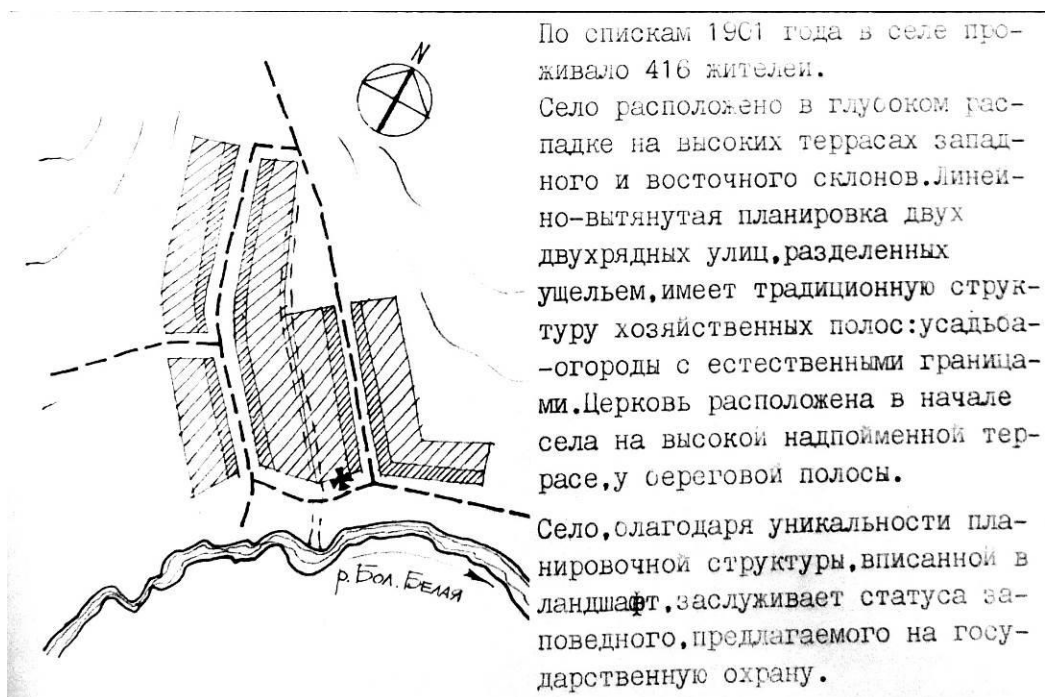 N
р. Бол. Белая
По спискам 1901 года в селе про-
живало 416 жителей.
Село расположено в глубоком рас-
падке на высоких террасах запад-
ного и восточного склонов.Линей-
но-вытянутая планировка двух
двухрядных улиц,разделенных
ущельем,имеет традиционную струк-
туру хозяйственных полос:усадьба-
-огороды с естественными граница-
ми.Церковь расположена в начале
села на высокой надпойменной тер-
расе,у береговой полосы.
Село,благодаря уникальности пла-
нировочной структуры,вписанной в
ландшафт,заслуживает статуса за-
поведного,предлагаемого на госу-
дарственную охрану.